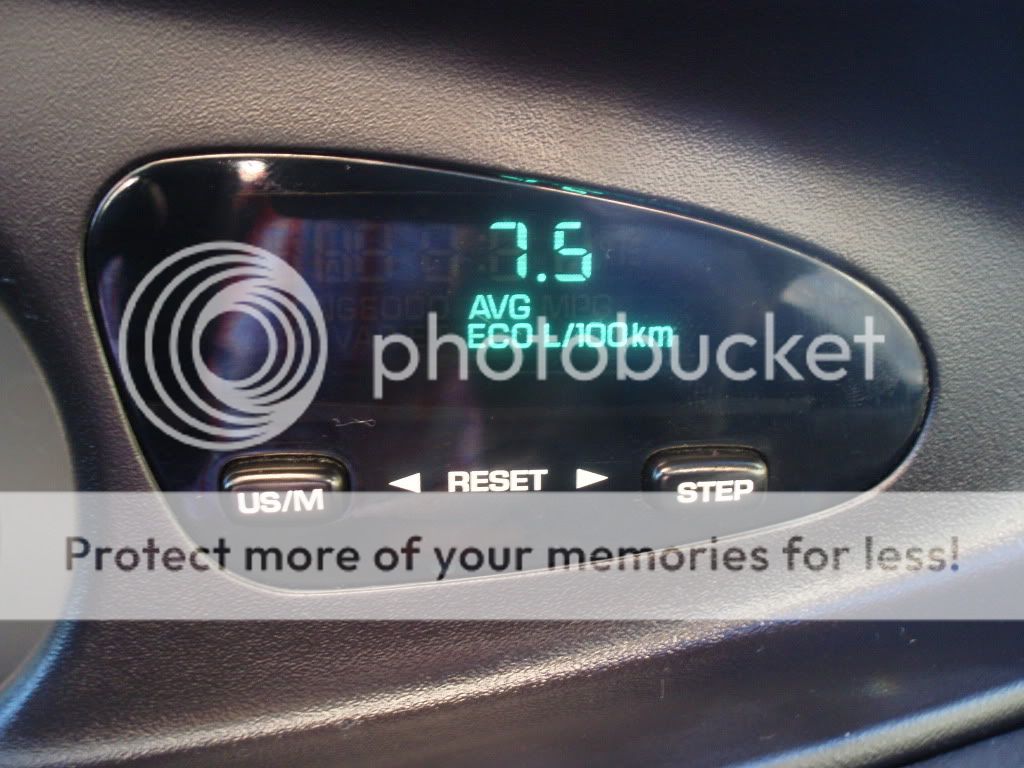 7.5
AVG
ECO L/100km
photobucket
US/M ◄ RESET ► STEP
Protect more of your memories for less!